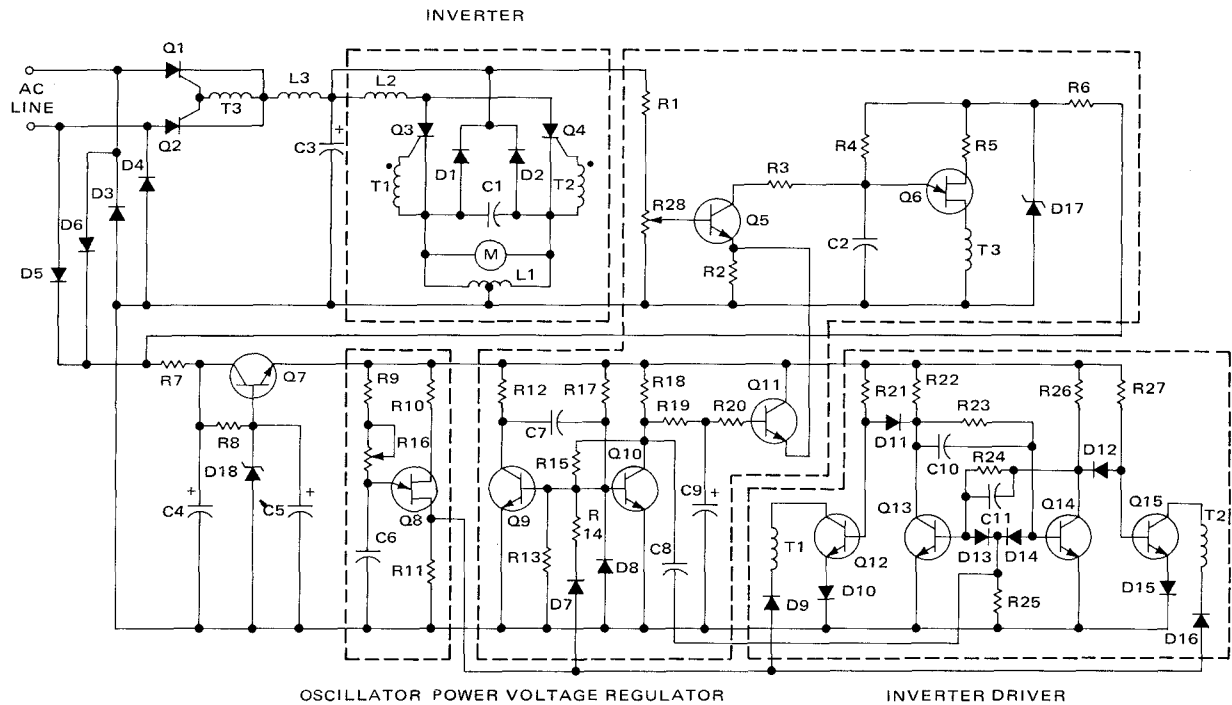 INVERTER
Q1
AC
LINE
T3
L3
L2
Q2
D4
D3
D6
D5
C3
+
Q3
Q4
T1
D1
D2
T2
C1
M
L1
R1
R28
R3
Q5
R2
R4
R5
R6
Q6
C2
T3
D17
R7
Q7
R8
D18
C4
+
C5
+
R9
R10
R16
Q8
C6
R11
R12
R17
R18
C7
R19
R20
Q11
R15
Q10
Q9
R
14
R13
D7
D8
C9
+
C8
R21
R22
R26
R27
D11
R23
C10
R24
D12
C11
Q13
Q14
Q15
T2
T1
Q12
D13
D14
D9
D10
R25
D15
D16
OSCILLATOR POWER VOLTAGE REGULATOR
INVERTER DRIVER